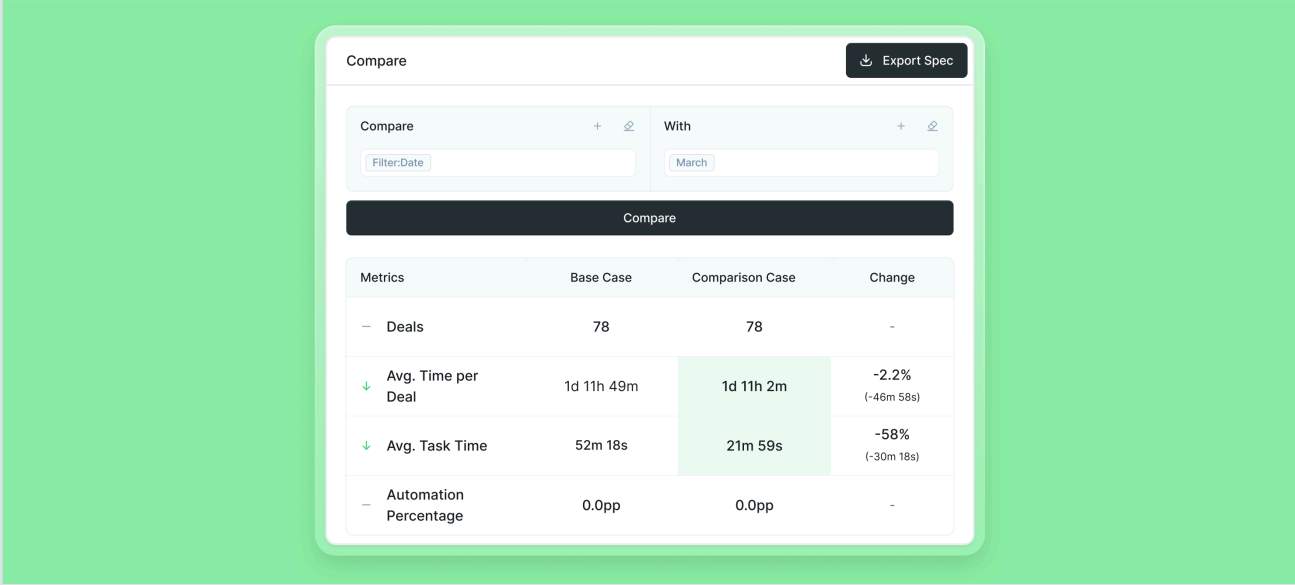 Compare
Export Spec
Compare
With
Filter:Date
March
Compare
Metrics Base Case Comparison Case Change
Deals 78 78 -
Avg. Time per
Deal
1d 11h 49m 1d 11h 2m
-2.2%
(-46m 58s)
Avg. Task Time 52m 18s 21m 59s
-58%
(-30m 18s)
Automation
Percentage
0.0pp 0.0pp -